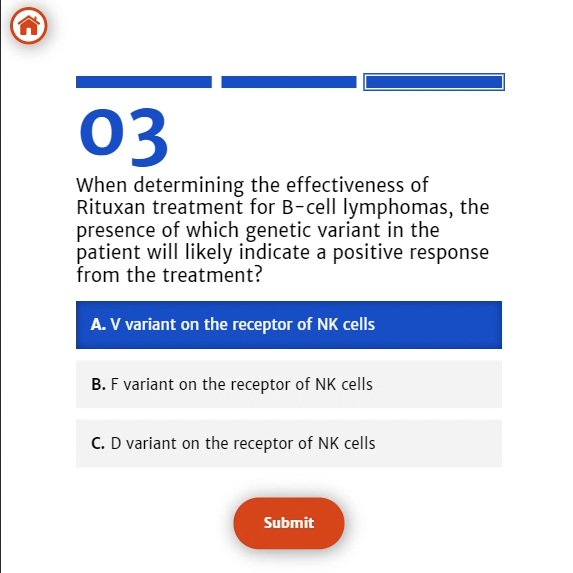 03
When determining the effectiveness of
Rituxan treatment for B-cell lymphomas, the
presence of which genetic variant in the
patient will likely indicate a positive response
from the treatment?
A. V variant on the receptor of NK cells
B. F variant on the receptor of NK cells
C. D variant on the receptor of NK cells
Submit